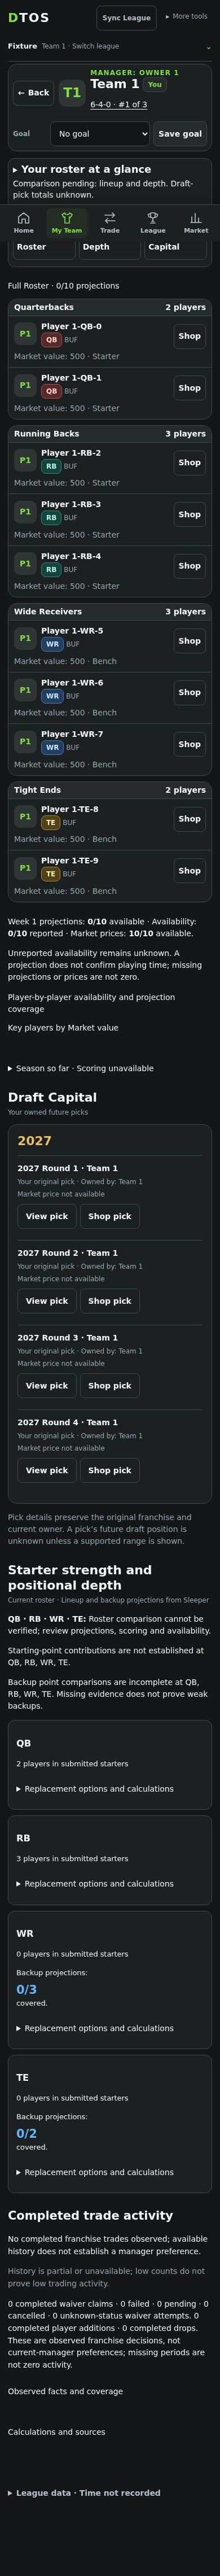 DTOS
Sync League
▸ More tools
Fixture Team 1 · Switch league
← Back
T1
MANAGER: OWNER 1
Team 1 You
6-4-0 · #1 of 3
Goal
No goal
Save goal
▸ Your roster at a glance
Comparison pending: lineup and depth. Draft-
pick totals unknown.
Home
My Team
Trade
League
Market
Roster
Depth
Capital
Full Roster · 0/10 projections
Quarterbacks 2 players
P1
Player 1-QB-0
QB BUF
Shop
Market value: 500 · Starter
P1
Player 1-QB-1
QB BUF
Shop
Market value: 500 · Starter
Running Backs 3 players
P1
Player 1-RB-2
RB BUF
Shop
Market value: 500 · Starter
P1
Player 1-RB-3
RB BUF
Shop
Market value: 500 · Starter
P1
Player 1-RB-4
RB BUF
Shop
Market value: 500 · Starter
Wide Receivers 3 players
P1
Player 1-WR-5
WR BUF
Shop
Market value: 500 · Bench
P1
Player 1-WR-6
WR BUF
Shop
Market value: 500 · Bench
P1
Player 1-WR-7
WR BUF
Shop
Market value: 500 · Bench
Tight Ends 2 players
P1
Player 1-TE-8
TE BUF
Shop
Market value: 500 · Bench
P1
Player 1-TE-9
TE BUF
Shop
Market value: 500 · Bench
Week 1 projections: 0/10 available · Availability:
0/10 reported · Market prices: 10/10 available.
Unreported availability remains unknown. A
projection does not confirm playing time; missing
projections or prices are not zero.
Player-by-player availability and projection
coverage
Key players by Market value
▸ Season so far · Scoring unavailable
Draft Capital
Your owned future picks
2027
2027 Round 1 · Team 1
Your original pick · Owned by: Team 1
Market price not available
View pick
Shop pick
2027 Round 2 · Team 1
Your original pick · Owned by: Team 1
Market price not available
View pick
Shop pick
2027 Round 3 · Team 1
Your original pick · Owned by: Team 1
Market price not available
View pick
Shop pick
2027 Round 4 · Team 1
Your original pick · Owned by: Team 1
Market price not available
View pick
Shop pick
Pick details preserve the original franchise and
current owner. A pick's future draft position is
unknown unless a supported range is shown.
Starter strength and
positional depth
Current roster · Lineup and backup projections from Sleeper
QB · RB · WR · TE: Roster comparison cannot be
verified; review projections, scoring and availability.
Starting-point contributions are not established at
QB, RB, WR, TE.
Backup point comparisons are incomplete at QB,
RB, WR, TE. Missing evidence does not prove weak
backups.
QB
2 players in submitted starters
▸ Replacement options and calculations
RB
3 players in submitted starters
▸ Replacement options and calculations
WR
0 players in submitted starters
Backup projections:
0/3
covered.
▸ Replacement options and calculations
TE
0 players in submitted starters
Backup projections:
0/2
covered.
▸ Replacement options and calculations
Completed trade activity
No completed franchise trades observed; available
history does not establish a manager preference.
History is partial or unavailable; low counts do not
prove low trading activity.
0 completed waiver claims · 0 failed · 0 pending · 0
cancelled · 0 unknown-status waiver attempts. 0
completed player additions · 0 completed drops.
These are observed franchise decisions, not
current-manager preferences; missing periods are
not zero activity.
Observed facts and coverage
Calculations and sources
▸ League data · Time not recorded